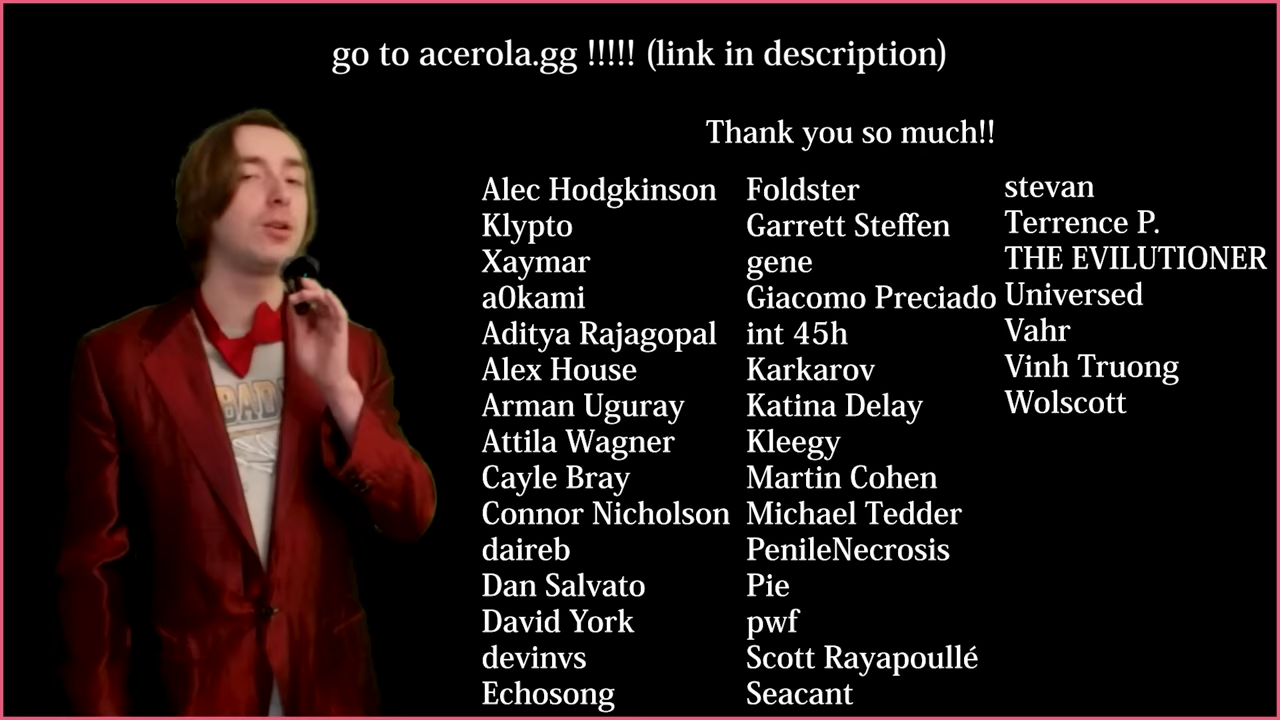 go to acerola.gg !!!!! (link in description)
Thank you so much!!
Alec Hodgkinson
Klypto
Xaymar
a0kami
Aditya Rajagopal
Alex House
Arman Uguray
Attila Wagner
Cayle Bray
Connor Nicholson
daireb
Dan Salvato
David York
devinvs
Echosong
Foldster
Garrett Steffen
gene
Giacomo Preciado
int 45h
Karkarov
Katina Delay
Kleegy
Martin Cohen
Michael Tedder
PenileNecrosis
Pie
pwf
Scott Rayapoullé
Seacant
stevan
Terrence P.
THE EVILUTIONER
Universed
Vahr
Vinh Truong
Wolscott
BAD